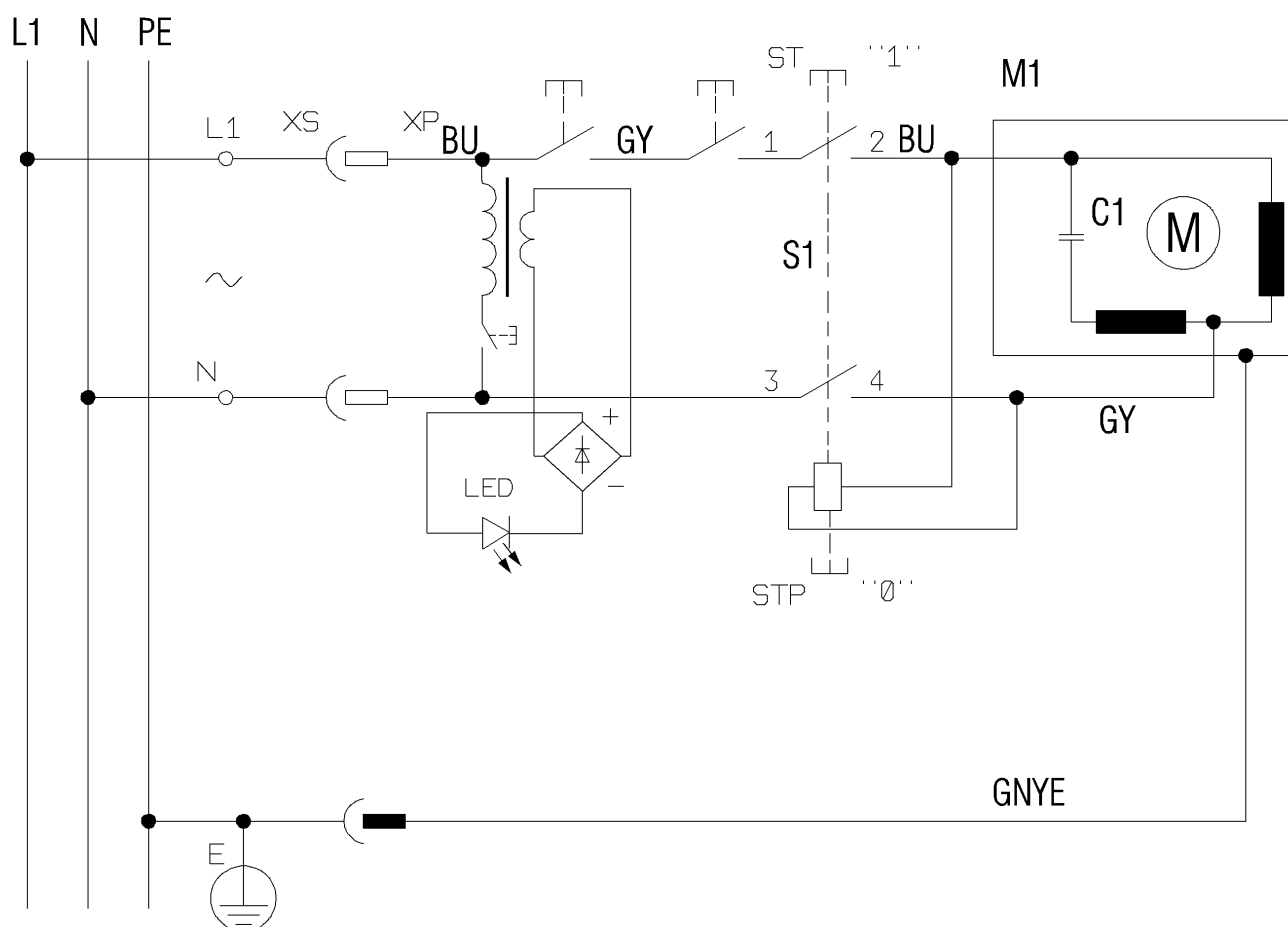 L1 N PE
ST "1"
M1
L1 XS XP BU GY 1 2 BU
C1 M
S1
N 3 4
GY
+
LED -
STP "0"
GNYE
E